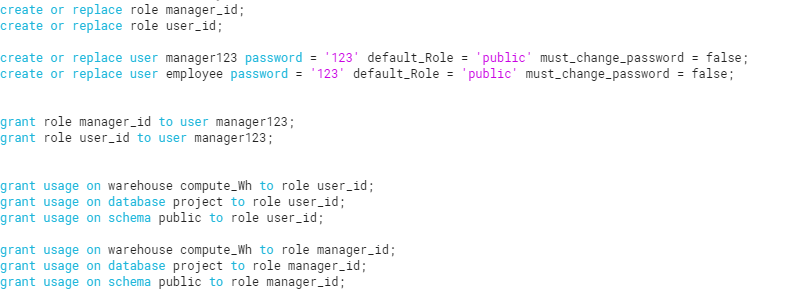 create or replace role manager_id;
create or replace role user_id;
create or replace user manager123 password = '123' default_Role = 'public' must_change_password = false;
create or replace user employee password = '123' default_Role = 'public' must_change_password = false;
grant role manager_id to user manager123;
grant role user_id to user manager123;
grant usage on warehouse compute_Wh to role user_id;
grant usage on database project to role user_id;
grant usage on schema public to role user_id;
grant usage on warehouse compute_Wh to role manager_id;
grant usage on database project to role manager_id;
grant usage on schema public to role manager_id;